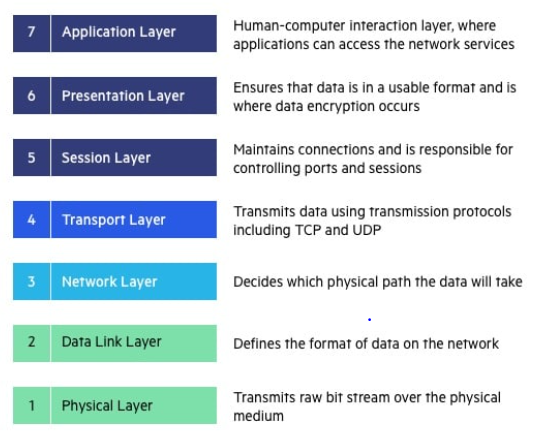 7 Application Layer
Human-computer interaction layer, where
applications can access the network services
6 Presentation Layer
Ensures that data is in a usable format and is
where data encryption occurs
5 Session Layer
Maintains connections and is responsible for
controlling ports and sessions
4 Transport Layer
Transmits data using transmission protocols
including TCP and UDP
3 Network Layer
Decides which physical path the data will take
2 Data Link Layer
Defines the format of data on the network
1 Physical Layer
Transmits raw bit stream over the physical
medium